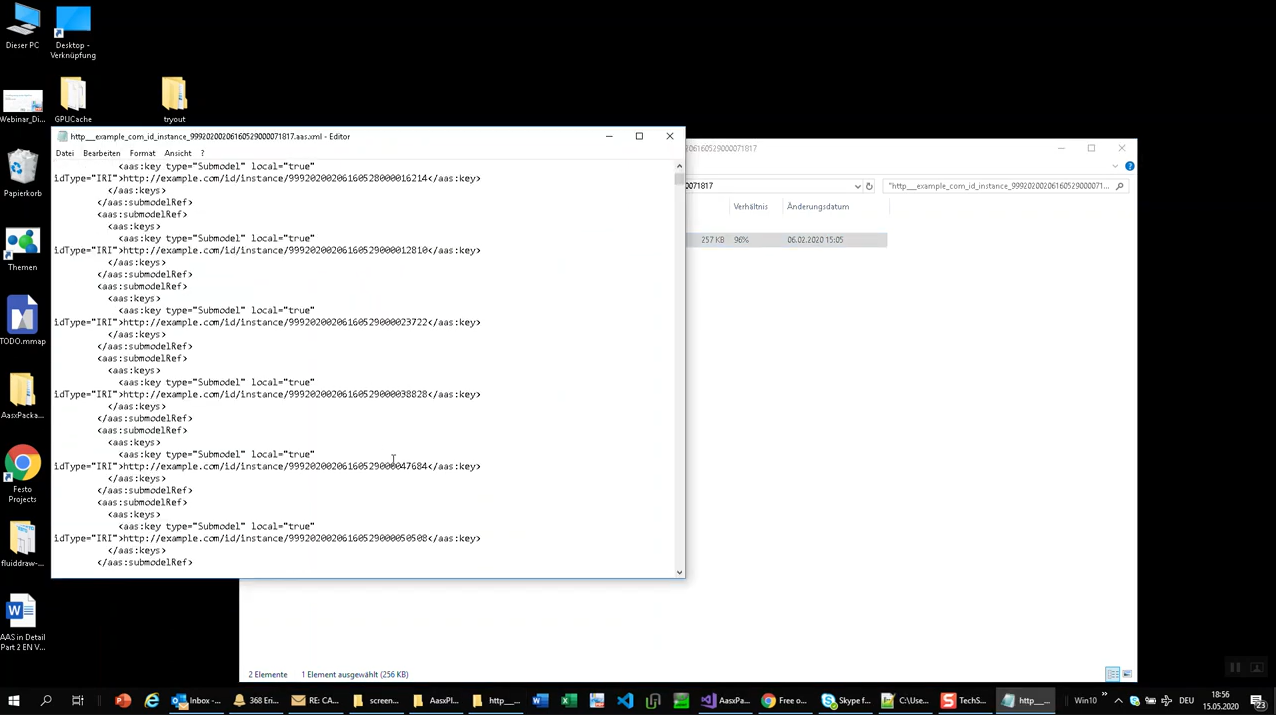 Dieser PC
Desktop -
Verknüpfung
Webinar_Di...
GPUCache
tryout
Papierkorb
Themen
TODO.mmap
AasxPacka...
Festo
Projects
fluiddraw-in...
AAS in Detail
Part 2 EN V...
http___example_com_id_instance_9992020020616052900071817.aas.xml - Editor
Datei Bearbeiten Format Ansicht ?
<aas:key type="Submodel" local="true"
idType="IRI">http://example.com/id/instance/9992020020616052800016214</aas:key>
</aas:keys>
</aas:submodelRef>
<aas:submodelRef>
<aas:keys>
<aas:key type="Submodel" local="true"
idType="IRI">http://example.com/id/instance/9992020020616052900012810</aas:key>
</aas:keys>
</aas:submodelRef>
<aas:submodelRef>
<aas:keys>
<aas:key type="Submodel" local="true"
idType="IRI">http://example.com/id/instance/9992020020616052900023722</aas:key>
</aas:keys>
</aas:submodelRef>
<aas:submodelRef>
<aas:keys>
<aas:key type="Submodel" local="true"
idType="IRI">http://example.com/id/instance/9992020020616052900038828</aas:key>
</aas:keys>
</aas:submodelRef>
<aas:submodelRef>
<aas:keys>
<aas:key type="Submodel" local="true"
idType="IRI">http://example.com/id/instance/9992020020616052900047684</aas:key>
</aas:keys>
</aas:submodelRef>
<aas:submodelRef>
<aas:keys>
<aas:key type="Submodel" local="true"
idType="IRI">http://example.com/id/instance/9992020020616052900050508</aas:key>
</aas:keys>
</aas:submodelRef>
00071817 "http___example_com_id_instance_99920200206160529000071...
Verhältnis Änderungsdatum
257 KB 96% 06.02.2020 15:05
2 Elemente 1 Element ausgewählt (256 KB)
Inbox -... 368 Ein... RE: CA... screen... AasxPl... http__... AasxPa... Free o... Skype f... C:\Use... TechS... http__... Win10 DEU
18:56
15.05.2020
23